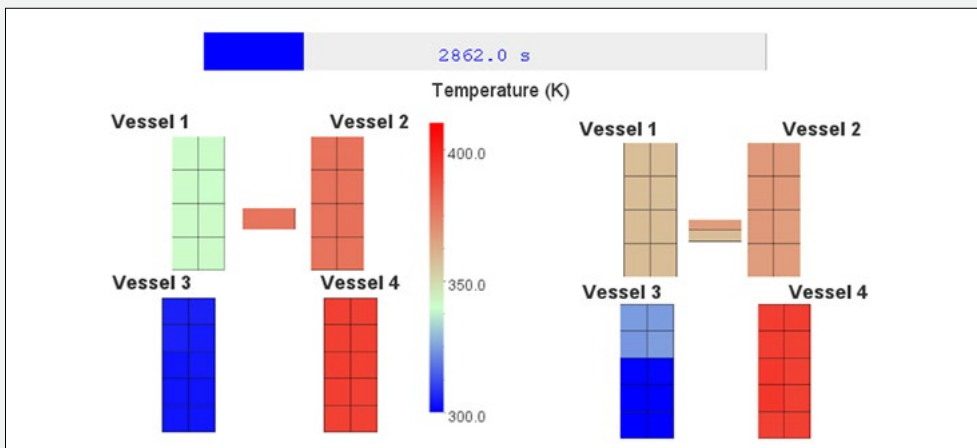 2862.0 s
Temperature (K)
Vessel 1
Vessel 2
400.0
350.0
300.0
Vessel 3
Vessel 4
Vessel 1
Vessel 2
Vessel 3
Vessel 4